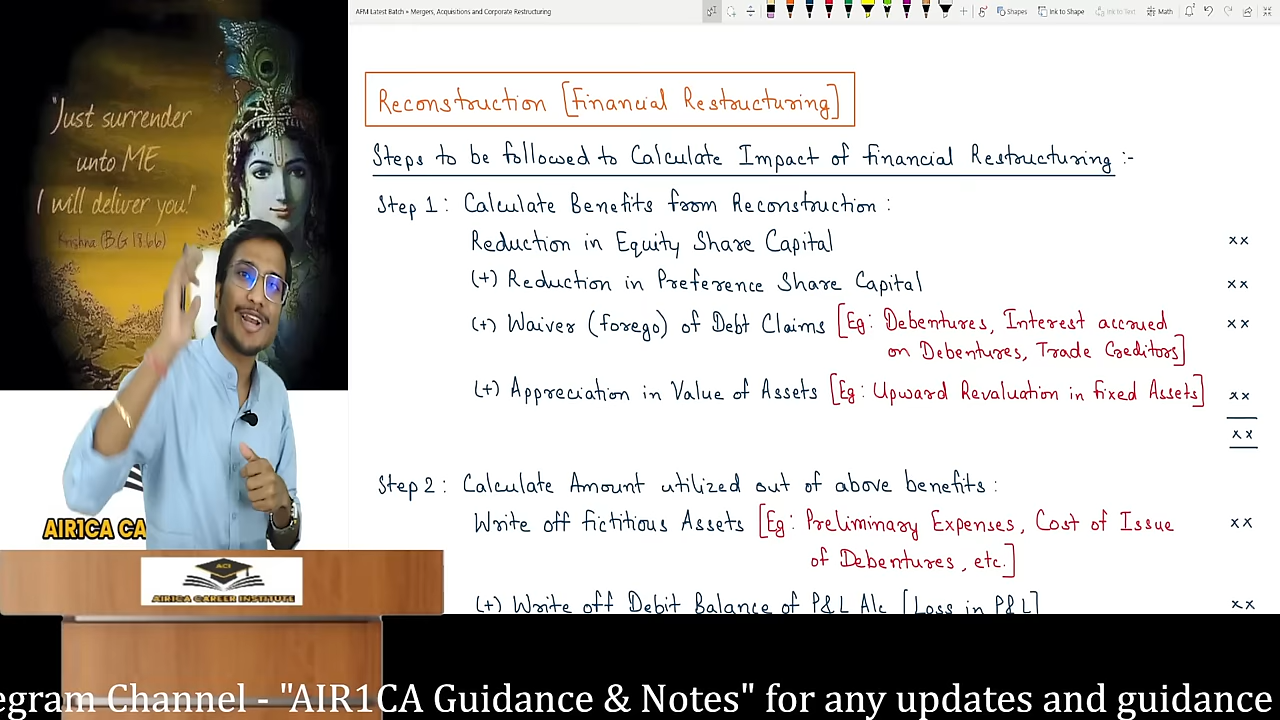 AFM Latest Batch » Mergers, Acquisitions and Corporate Restructuring
Shapes
Ink to Shape
Ink to Text
Math
"Just surrender
unto ME
I will deliver you!"
Krishna (BG 18.66)
Reconstruction [Financial Restructuring]
Steps to be followed to Calculate Impact of Financial Restructuring :-
Step 1 : Calculate Benefits from Reconstruction :
Reduction in Equity Share Capital xx
(+) Reduction in Preference Share Capital xx
(+) Waiver (forego) of Debt Claims [Eg: Debentures, Interest accrued xx
on Debentures, Trade Creditors]
(+) Appreciation in Value of Assets [Eg: Upward Revaluation in fixed Assets] xx
xx
Step 2 : Calculate Amount utilized out of above benefits :
Write off fictitious Assets [Eg: Preliminary Expenses, Cost of Issue xx
of Debentures, etc.]
(+) Write off Debit Balance of P&L A/c [Loss in P&L] xx
AIR1CA CA
ACI
AIR1CA CAREER INSTITUTE
egram Channel - "AIR1CA Guidance & Notes" for any updates and guidance